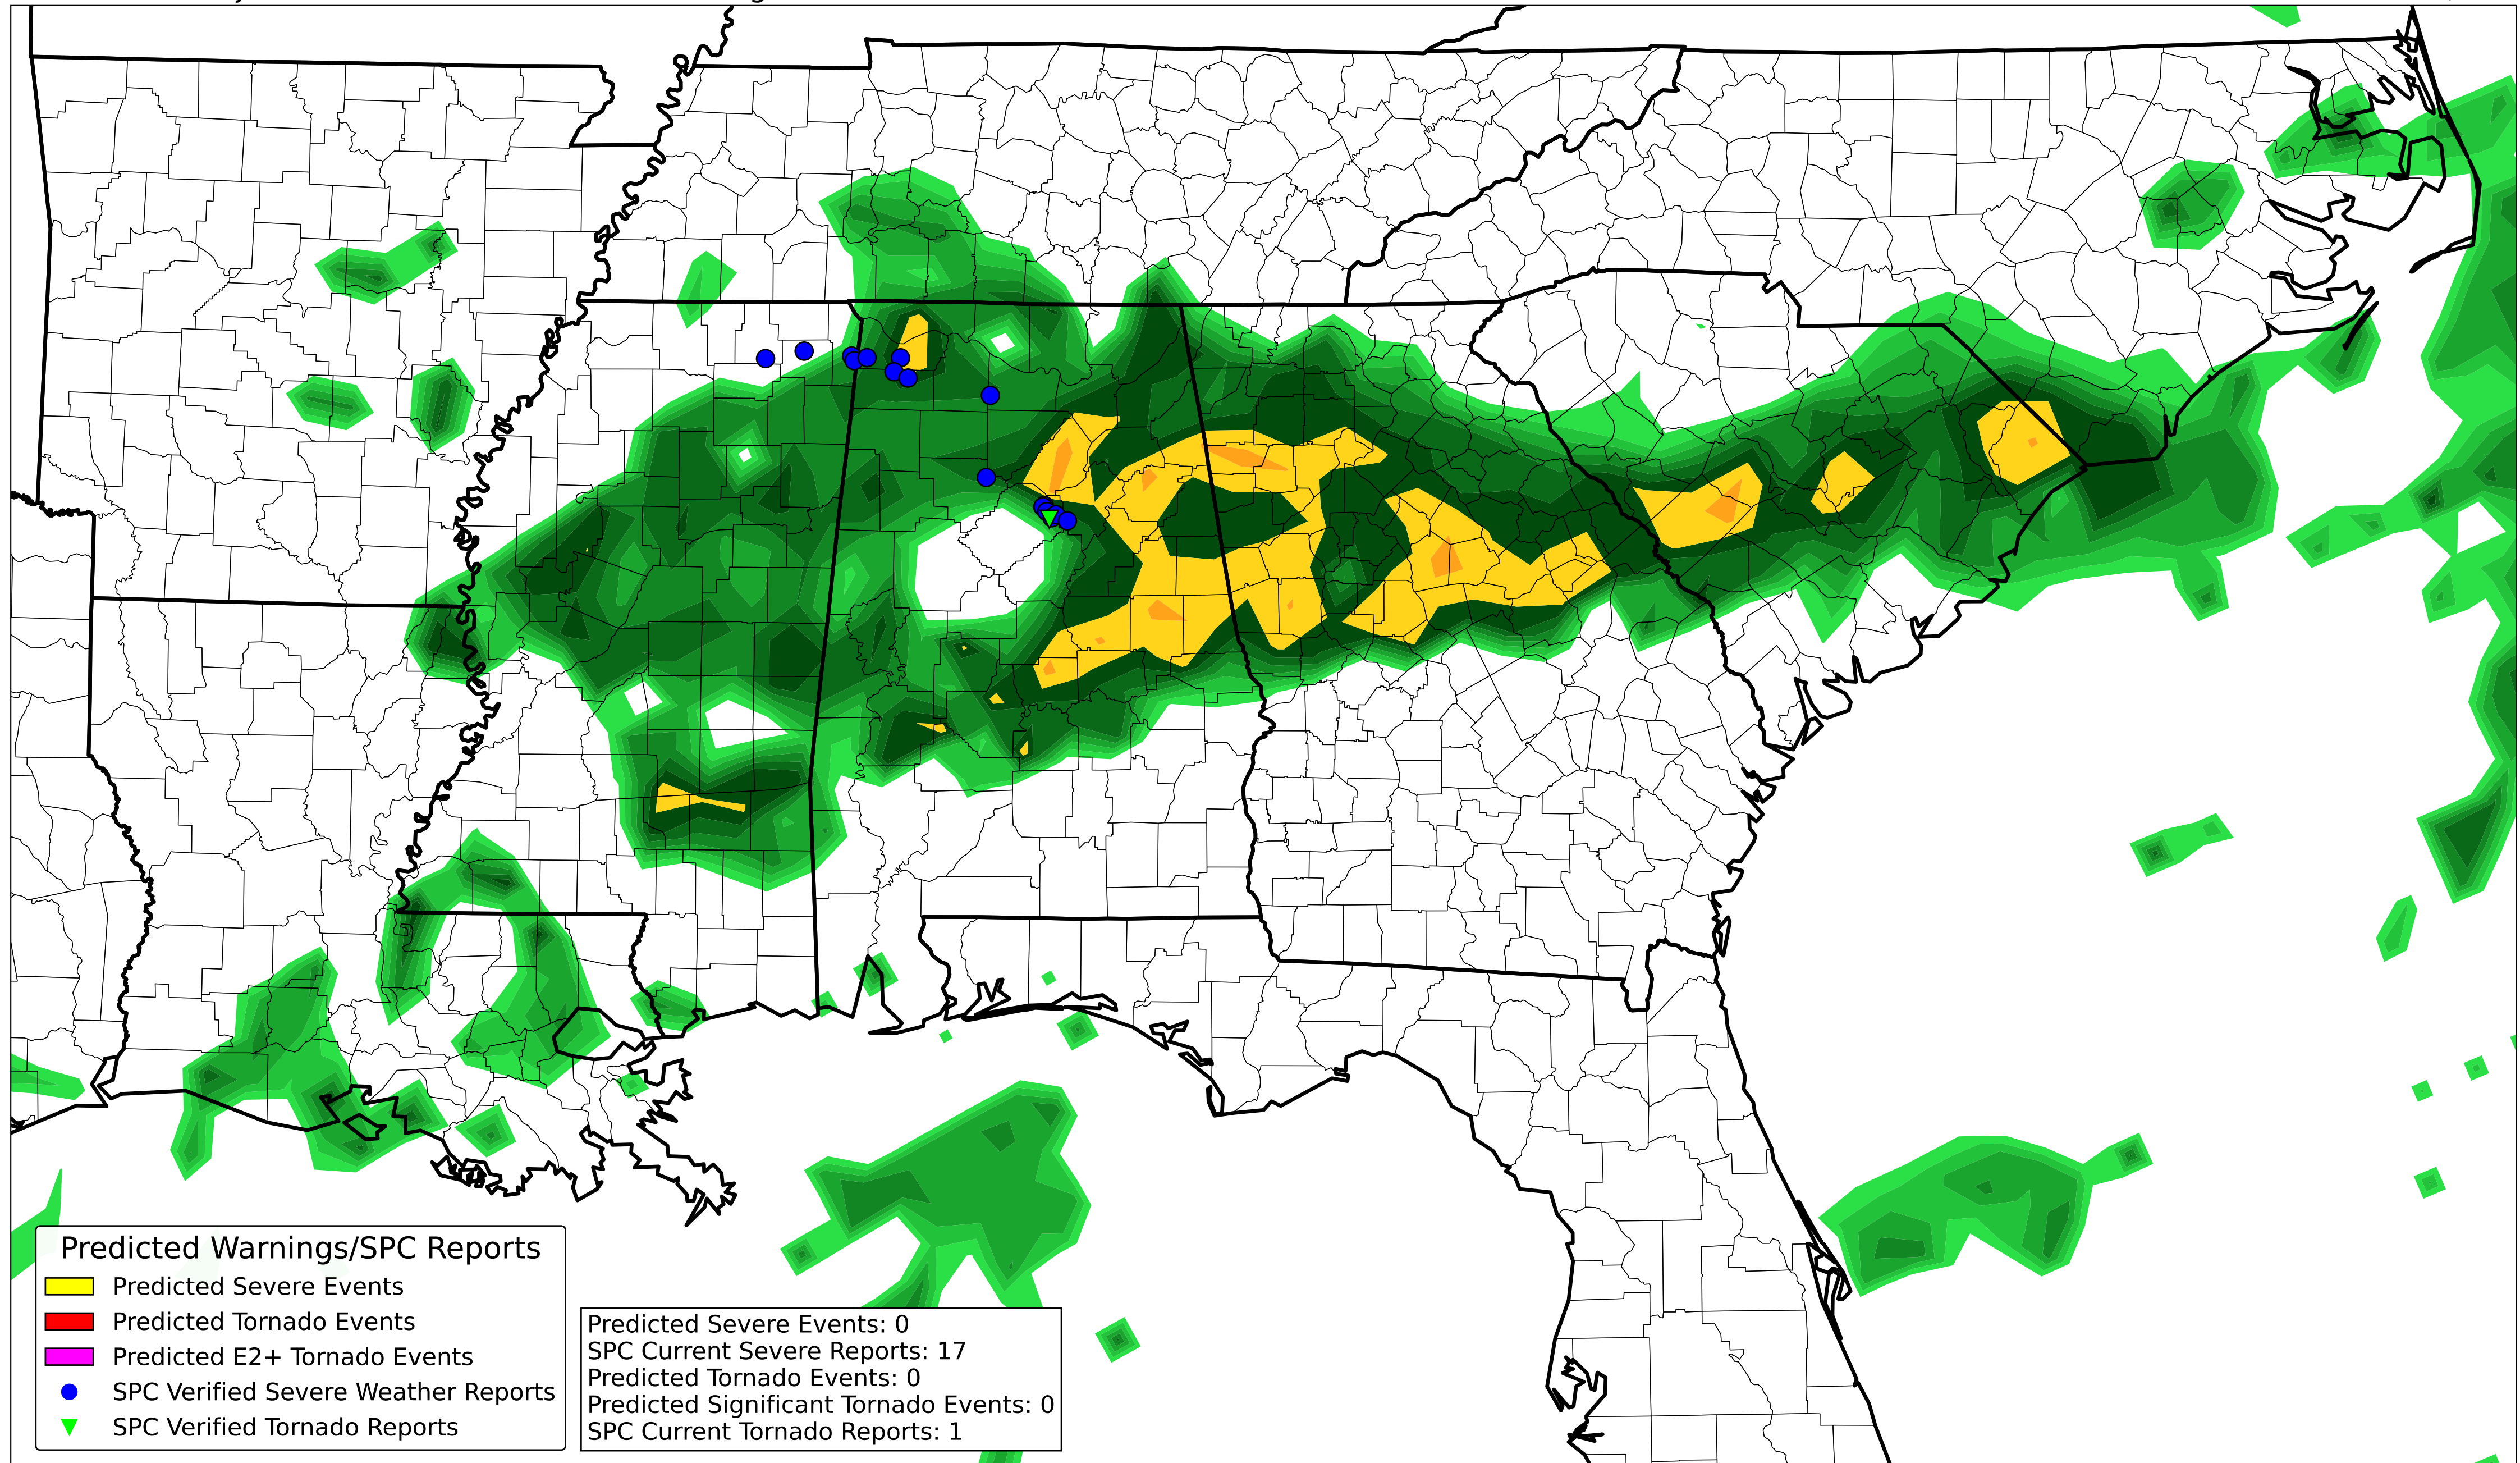 Predicted Warnings/SPC Reports
Predicted Severe Events
Predicted Tornado Events
Predicted E2+ Tornado Events
SPC Verified Severe Weather Reports
SPC Verified Tornado Reports
Predicted Severe Events: 0
SPC Current Severe Reports: 17
Predicted Tornado Events: 0
Predicted Significant Tornado Events: 0
SPC Current Tornado Reports: 1